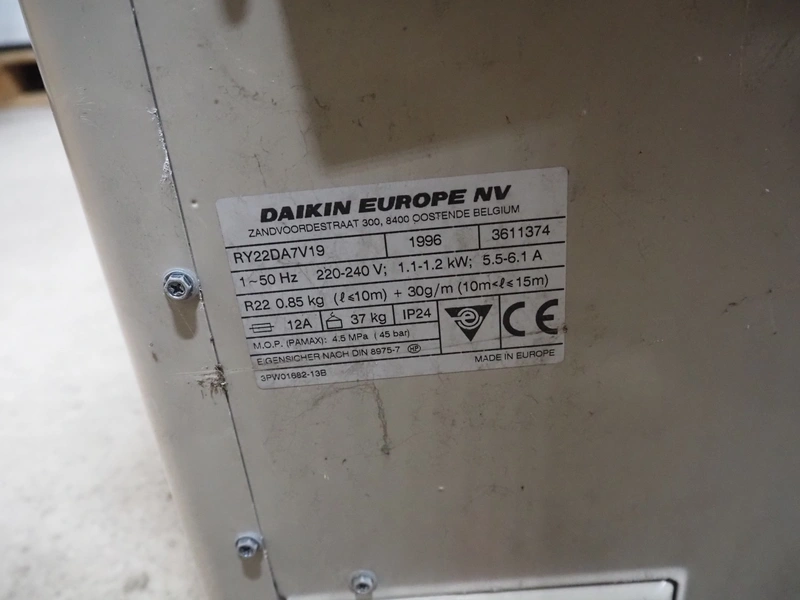 DAIKIN EUROPE NV
ZANDVOORDESTRAAT 300, 8400 OOSTENDE BELGIUM
RY22DA7V19 1996 3611374
1~50 Hz 220-240 V; 1.1-1.2 kW; 5.5-6.1 A
R22 0.85 kg (ℓ≤10m) + 30g/m (10m<ℓ≤15m)
12A 37 kg IP24 e CE
M.O.P. (PAMAX): 4.5 MPa (45 bar)
EIGENSICHER NACH DIN 8975-7 HP MADE IN EUROPE
3PW01682-13B